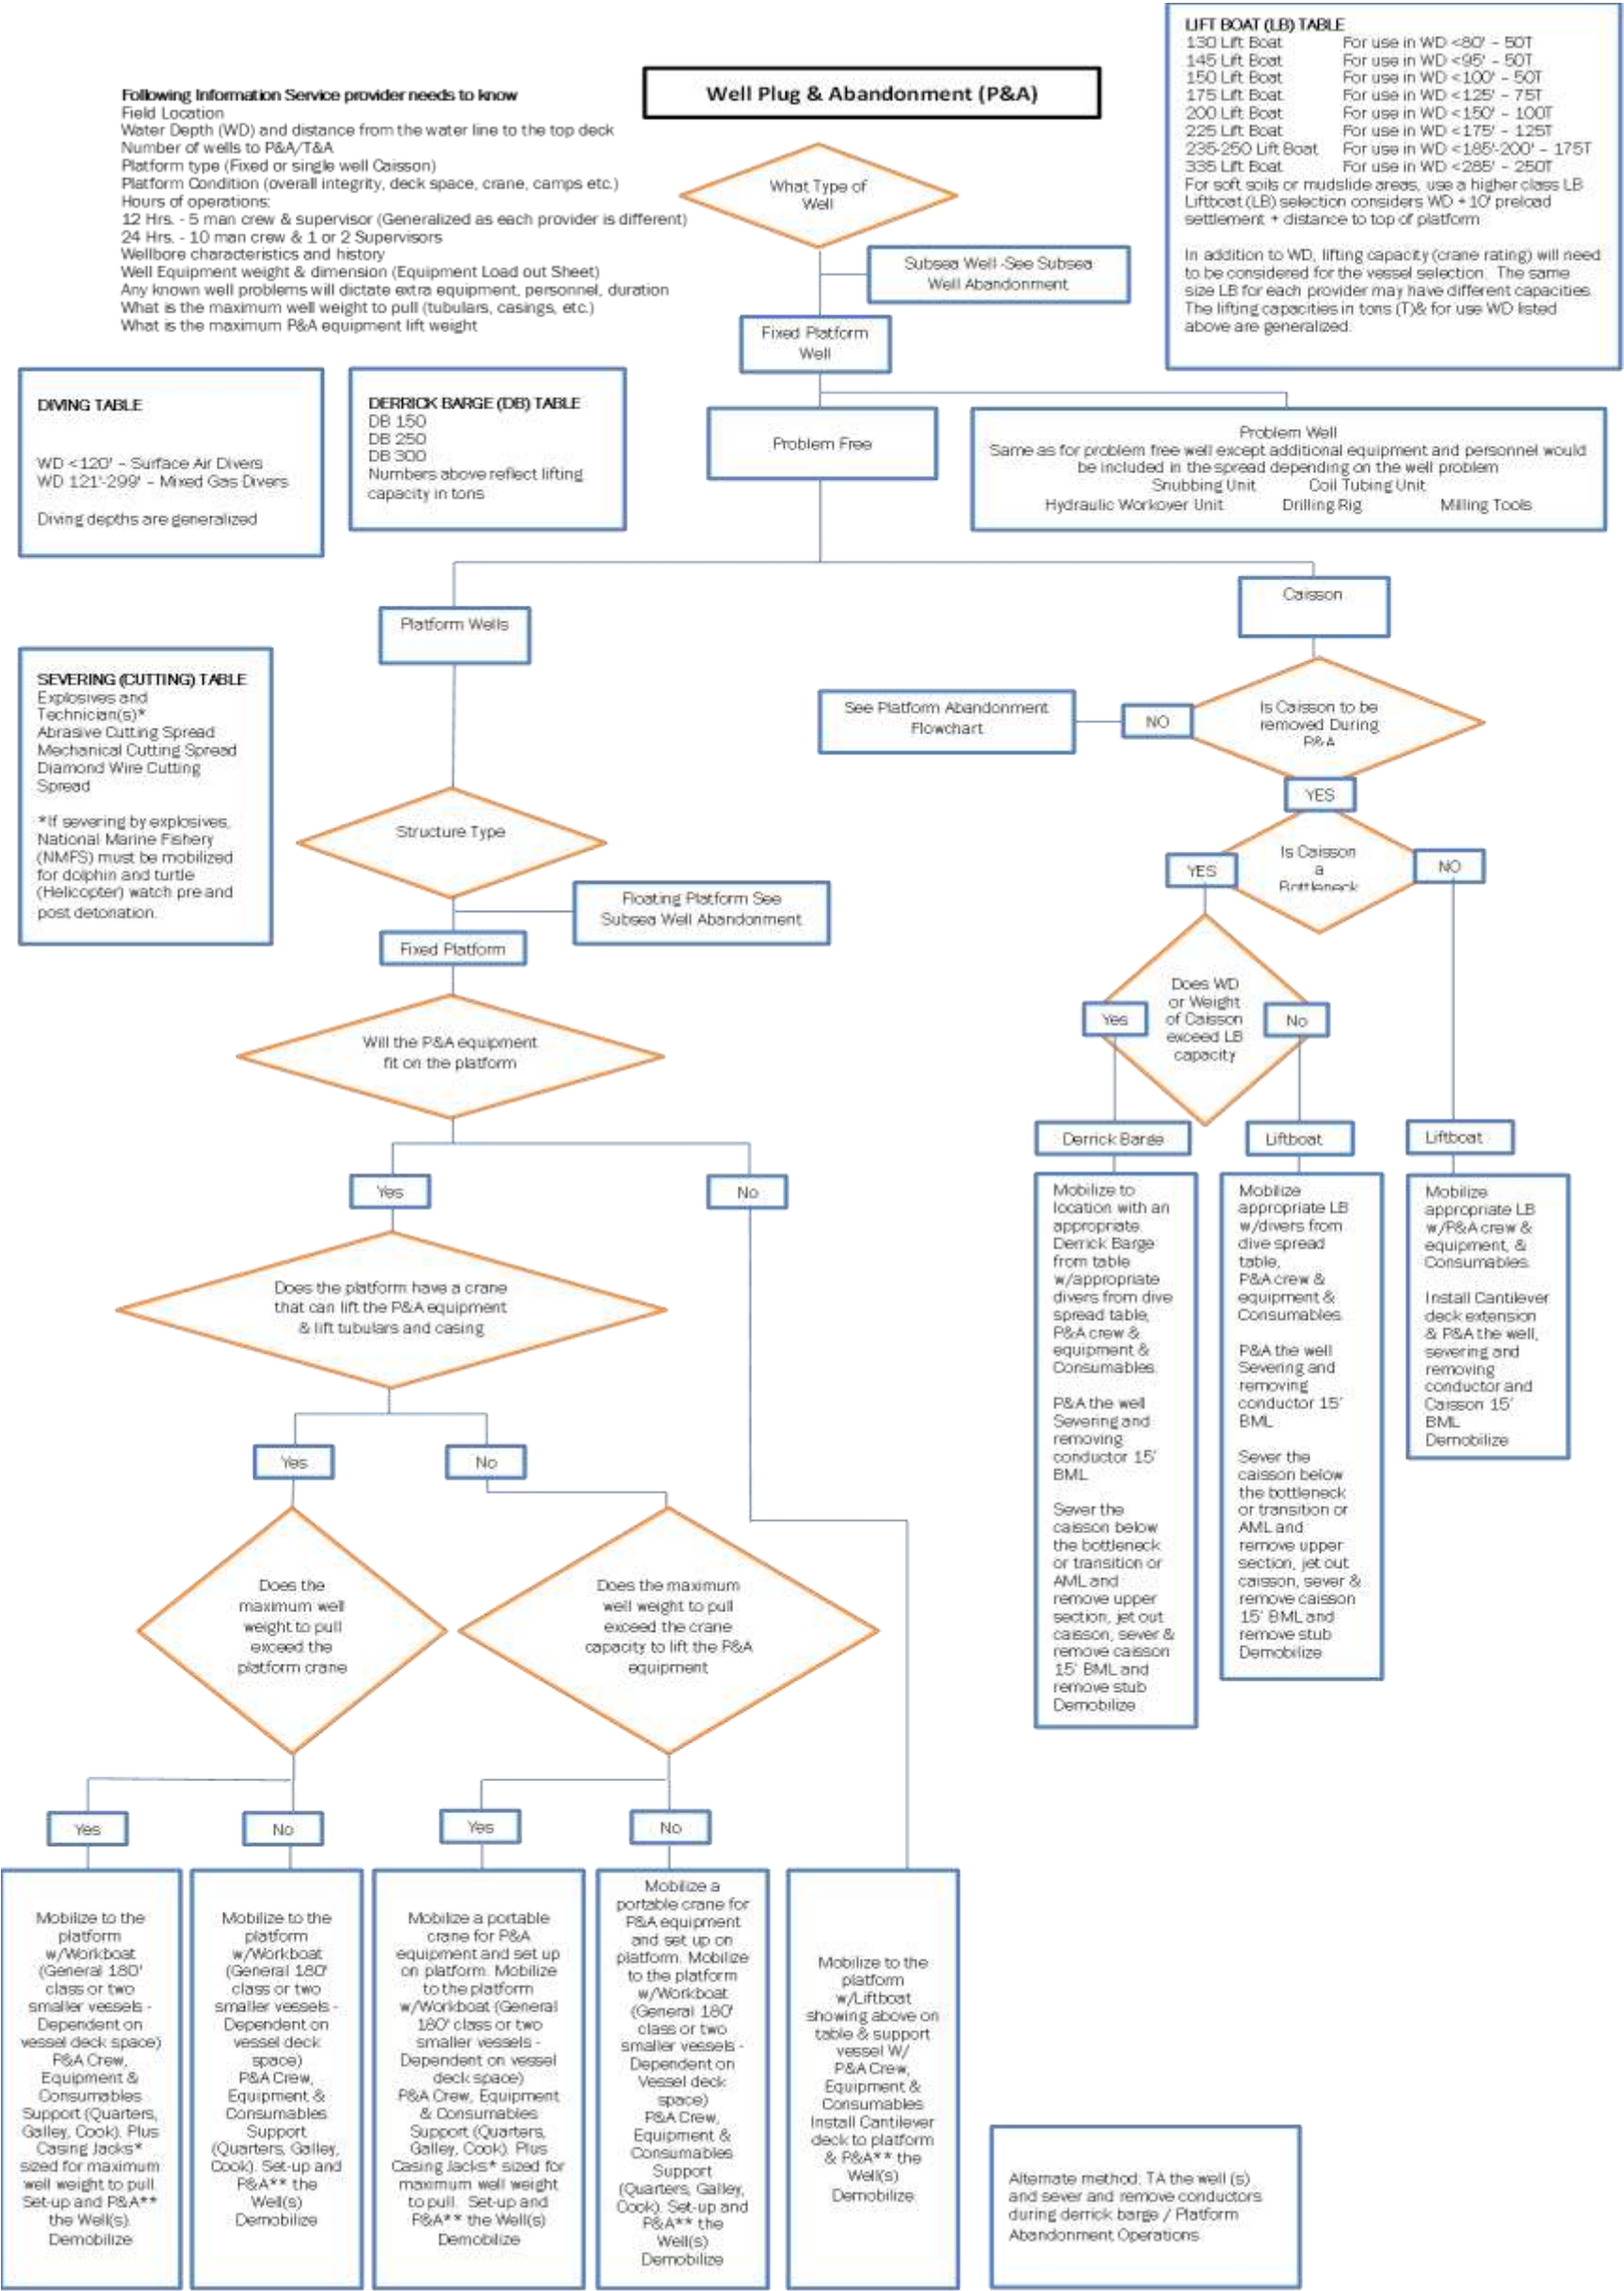 Well Plug & Abandonment (P&A)
Following Information Service provider needs to know
Field Location
Water Depth (WD) and distance from the water line to the top deck
Number of wells to P&A/T&A
Platform type (Fixed or single well Caisson)
Platform Condition (overall integrity, deck space, crane, camps etc.)
Hours of operations:
12 Hrs. - 5 man crew & supervisor (Generalized as each provider is different)
24 Hrs. - 10 man crew & 1 or 2 Supervisors
Wellbore characteristics and history
Well Equipment weight & dimension (Equipment Load out Sheet)
Any known well problems will dictate extra equipment, personnel, duration
What is the maximum well weight to pull (tubulars, casings, etc.)
What is the maximum P&A equipment lift weight
LIFT BOAT (LB) TABLE
130 Lift Boat For use in WD <80' – 50T
145 Lift Boat For use in WD <95' – 50T
150 Lift Boat For use in WD <100' – 50T
175 Lift Boat For use in WD <125' – 75T
200 Lift Boat For use in WD <150' – 100T
225 Lift Boat For use in WD <175' – 125T
235-250 Lift Boat For use in WD <185'-200' – 175T
335 Lift Boat For use in WD <285' – 250T
For soft soils or mudslide areas, use a higher class LB
Liftboat (LB) selection considers WD + 10' preload
settlement + distance to top of platform
In addition to WD, lifting capacity (crane rating) will need
to be considered for the vessel selection. The same
size LB for each provider may have different capacities.
The lifting capacities in tons (T)& for use WD listed
above are generalized.
What Type of
Well
Subsea Well -See Subsea
Well Abandonment
Fixed Platform
Well
DIVING TABLE
WD <120' – Surface Air Divers
WD 121'-299' – Mixed Gas Divers
Diving depths are generalized
DERRICK BARGE (DB) TABLE
DB 150
DB 250
DB 300
Numbers above reflect lifting
capacity in tons
Problem Free
Problem Well
Same as for problem free well except additional equipment and personnel would
be included in the spread depending on the well problem
Snubbing Unit Coil Tubing Unit
Hydraulic Workover Unit Drilling Rig Milling Tools
Platform Wells
Caisson
SEVERING (CUTTING) TABLE
Explosives and
Technician(s)*
Abrasive Cutting Spread
Mechanical Cutting Spread
Diamond Wire Cutting
Spread
*If severing by explosives,
National Marine Fishery
(NMFS) must be mobilized
for dolphin and turtle
(Helicopter) watch pre and
post detonation.
See Platform Abandonment
Flowchart
NO
Is Caisson to be
removed During
P&A
YES
Structure Type
Is Caisson
a
Bottleneck
YES
NO
Floating Platform See
Subsea Well Abandonment
Fixed Platform
Does WD
or Weight
of Caisson
exceed LB
capacity
Yes
No
Will the P&A equipment
fit on the platform
Derrick Barge
Liftboat
Liftboat
Yes
No
Mobilize to
location with an
appropriate
Derrick Barge
from table
w/appropriate
divers from dive
spread table,
P&A crew &
equipment &
Consumables.
P&A the well
Severing and
removing
conductor 15'
BML
Sever the
caisson below
the bottleneck
or transition or
AML and
remove upper
section, jet out
caisson, sever &
remove caisson
15' BML and
remove stub
Demobilize
Mobilize
appropriate LB
w/divers from
dive spread
table,
P&A crew &
equipment &
Consumables.
P&A the well
Severing and
removing
conductor 15'
BML
Sever the
caisson below
the bottleneck
or transition or
AML and
remove upper
section, jet out
caisson, sever &
remove caisson
15' BML and
remove stub
Demobilize
Mobilize
appropriate LB
w/P&A crew &
equipment, &
Consumables.
Install Cantilever
deck extension
& P&A the well,
severing and
removing
conductor and
Caisson 15'
BML
Demobilize
Does the platform have a crane
that can lift the P&A equipment
& lift tubulars and casing
Yes
No
Does the
maximum well
weight to pull
exceed the
platform crane
Does the maximum
well weight to pull
exceed the crane
capacity to lift the P&A
equipment
Yes
No
Yes
No
Mobilize to the
platform
w/Workboat
(General 180'
class or two
smaller vessels -
Dependent on
vessel deck space)
P&A Crew,
Equipment &
Consumables
Support (Quarters,
Galley, Cook). Plus
Casing Jacks*
sized for maximum
well weight to pull.
Set-up and P&A**
the Well(s).
Demobilize
Mobilize to the
platform
w/Workboat
(General 180'
class or two
smaller vessels -
Dependent on
vessel deck
space)
P&A Crew,
Equipment &
Consumables
Support
(Quarters, Galley,
Cook). Set-up and
P&A** the
Well(s)
Demobilize
Mobilize a portable
crane for P&A
equipment and set up
on platform. Mobilize
to the platform
w/Workboat (General
180' class or two
smaller vessels -
Dependent on vessel
deck space)
P&A Crew, Equipment
& Consumables
Support (Quarters,
Galley, Cook). Plus
Casing Jacks* sized for
maximum well weight
to pull. Set-up and
P&A** the Well(s)
Demobilize
Mobilize a
portable crane for
P&A equipment
and set up on
platform. Mobilize
to the platform
w/Workboat
(General 180'
class or two
smaller vessels -
Dependent on
Vessel deck
space)
P&A Crew,
Equipment &
Consumables
Support
(Quarters, Galley,
Cook). Set-up and
P&A** the
Well(s)
Demobilize
Mobilize to the
platform
w/Liftboat
showing above on
table & support
vessel W/
P&A Crew,
Equipment &
Consumables
Install Cantilever
deck to platform
& P&A** the
Well(s)
Demobilize
Alternate method. TA the well (s)
and sever and remove conductors
during derrick barge / Platform
Abandonment Operations